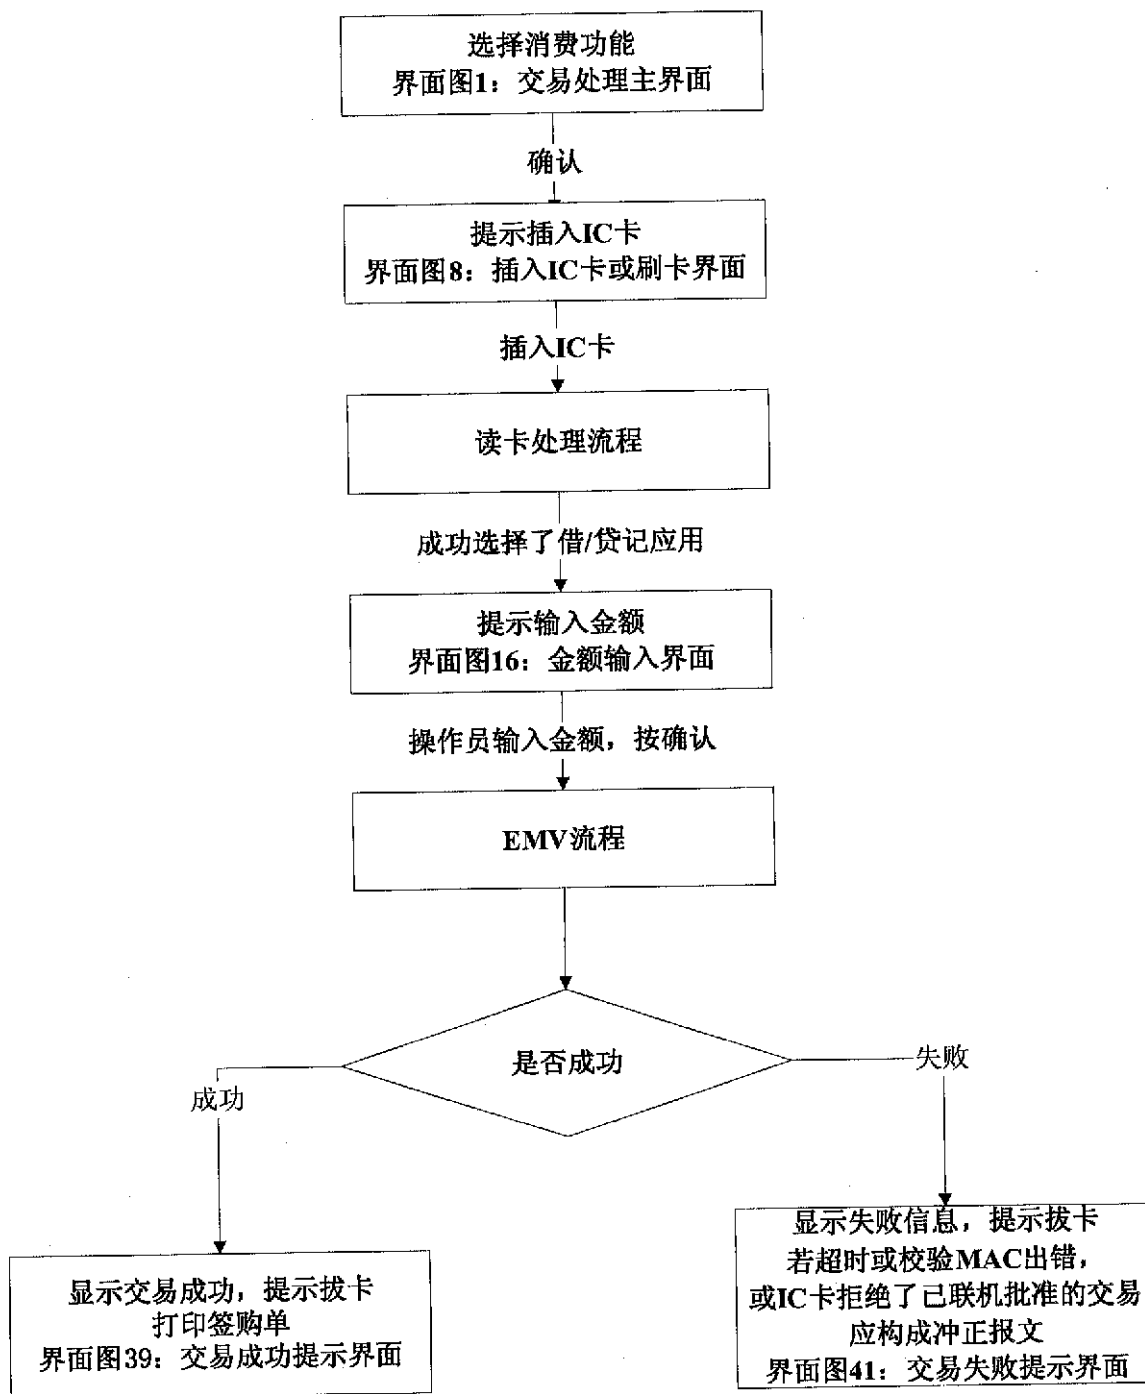 选择消费功能
界面图1：交易处理主界面
确认
提示插入IC卡
界面图8：插入IC卡或刷卡界面
插入IC卡
读卡处理流程
成功选择了借/贷记应用
提示输入金额
界面图16：金额输入界面
操作员输入金额，按确认
EMV流程
是否成功
成功
失败
显示交易成功，提示拔卡
打印签购单
界面图39：交易成功提示界面
显示失败信息，提示拔卡
若超时或校验MAC出错，
或IC卡拒绝了已联机批准的交易
应构成冲正报文
界面图41：交易失败提示界面